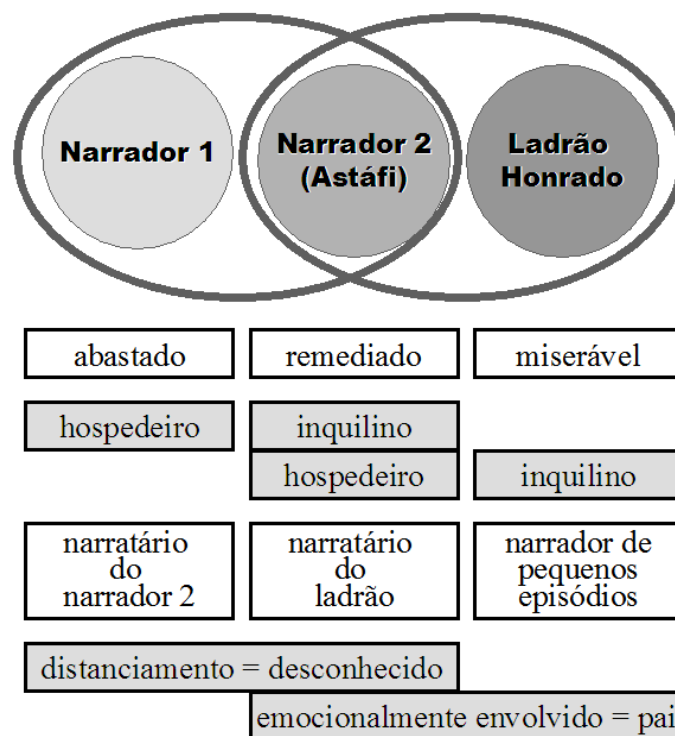 Narrador 1
Narrador 2
(Astáfi)
Ladrão
Honrado
abastado
remediado
miserável
hospedeiro
inquilino
hospedeiro
inquilino
narratário
do
narrador 2
narratário
do
ladrão
narrador de
pequenos
episódios
distanciamento = desconhecido
emocionalmente envolvido = pai